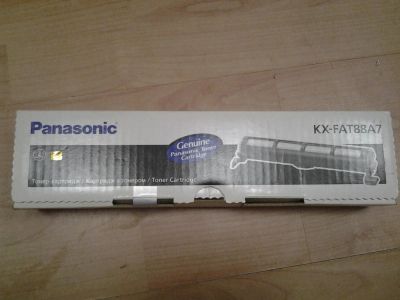 Panasonic
Genuine
Panasonic Toner
Cartridge
KX-FAT88A7
Тонер-картридж / Картридж з тонером / Toner Cartridge